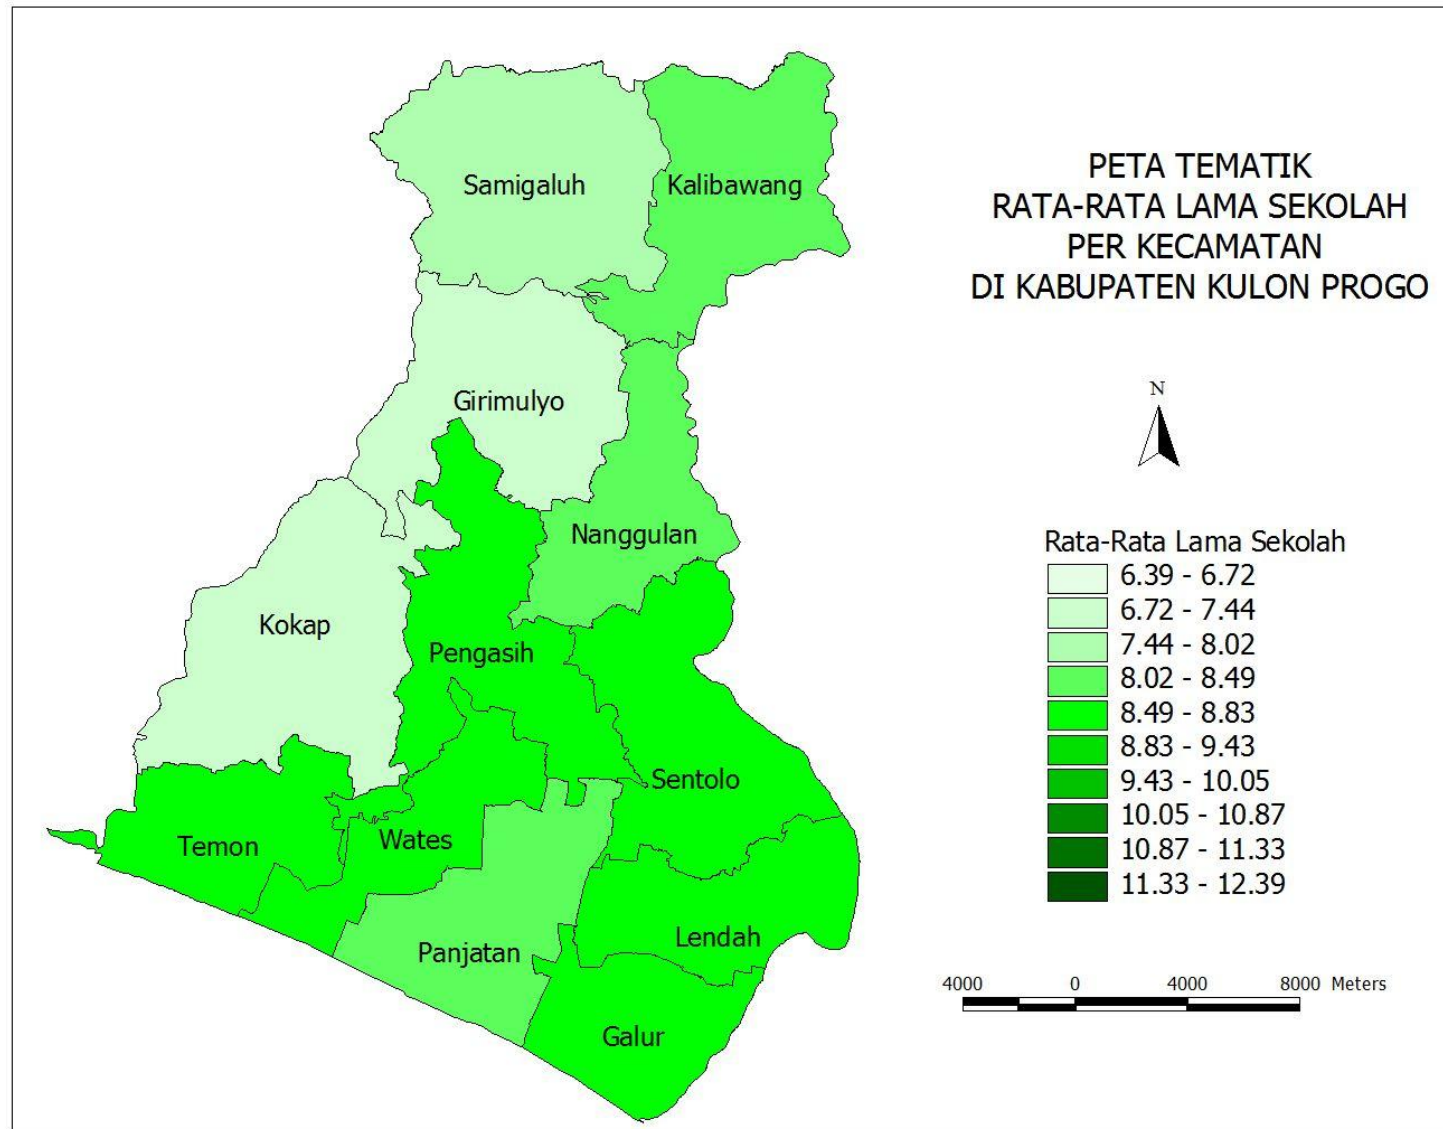 PETA TEMATIK
RATA-RATA LAMA SEKOLAH
PER KECAMATAN
DI KABUPATEN KULON PROGO
Samigaluh
Kalibawang
Girimulyo
Nanggulan
Kokap
Pengasih
Sentolo
Temon
Wates
Panjatan
Lendah
Galur
N
Rata-Rata Lama Sekolah
6.39 - 6.72
6.72 - 7.44
7.44 - 8.02
8.02 - 8.49
8.49 - 8.83
8.83 - 9.43
9.43 - 10.05
10.05 - 10.87
10.87 - 11.33
11.33 - 12.39
4000 0 4000 8000 Meters